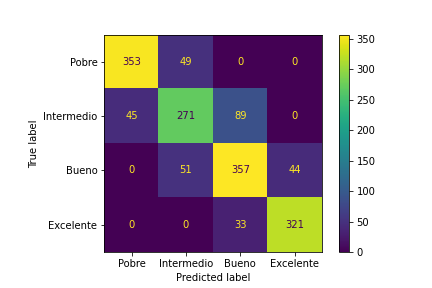 Pobre 353 49 0 0
Intermedio 45 271 89 0
Bueno 0 51 357 44
Excelente 0 0 33 321
Pobre Intermedio Bueno Excelente
Predicted label
True label
350
300
250
200
150
100
50
0